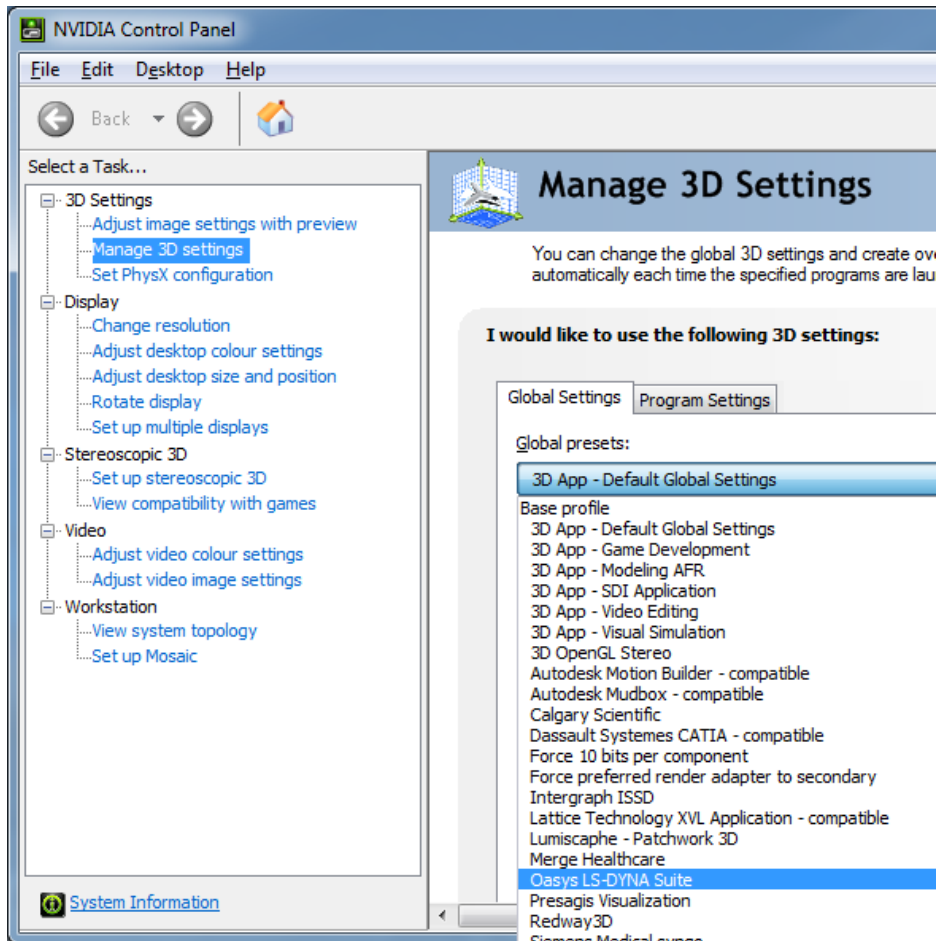 NVIDIA Control Panel
File Edit Desktop Help
Back
Select a Task...
3D Settings
Adjust image settings with preview
Manage 3D settings
Set PhysX configuration
Display
Change resolution
Adjust desktop colour settings
Adjust desktop size and position
Rotate display
Set up multiple displays
Stereoscopic 3D
Set up stereoscopic 3D
View compatibility with games
Video
Adjust video colour settings
Adjust video image settings
Workstation
View system topology
Set up Mosaic
System Information
Manage 3D Settings
You can change the global 3D settings and create ove
automatically each time the specified programs are lau
I would like to use the following 3D settings:
Global Settings Program Settings
Global presets:
3D App - Default Global Settings
Base profile
3D App - Default Global Settings
3D App - Game Development
3D App - Modeling AFR
3D App - SDI Application
3D App - Video Editing
3D App - Visual Simulation
3D OpenGL Stereo
Autodesk Motion Builder - compatible
Autodesk Mudbox - compatible
Calgary Scientific
Dassault Systemes CATIA - compatible
Force 10 bits per component
Force preferred render adapter to secondary
Intergraph ISSD
Lattice Technology XVL Application - compatible
Lumiscaphe - Patchwork 3D
Merge Healthcare
Oasys LS-DYNA Suite
Presagis Visualization
Redway3D
Siemens Medical syngo